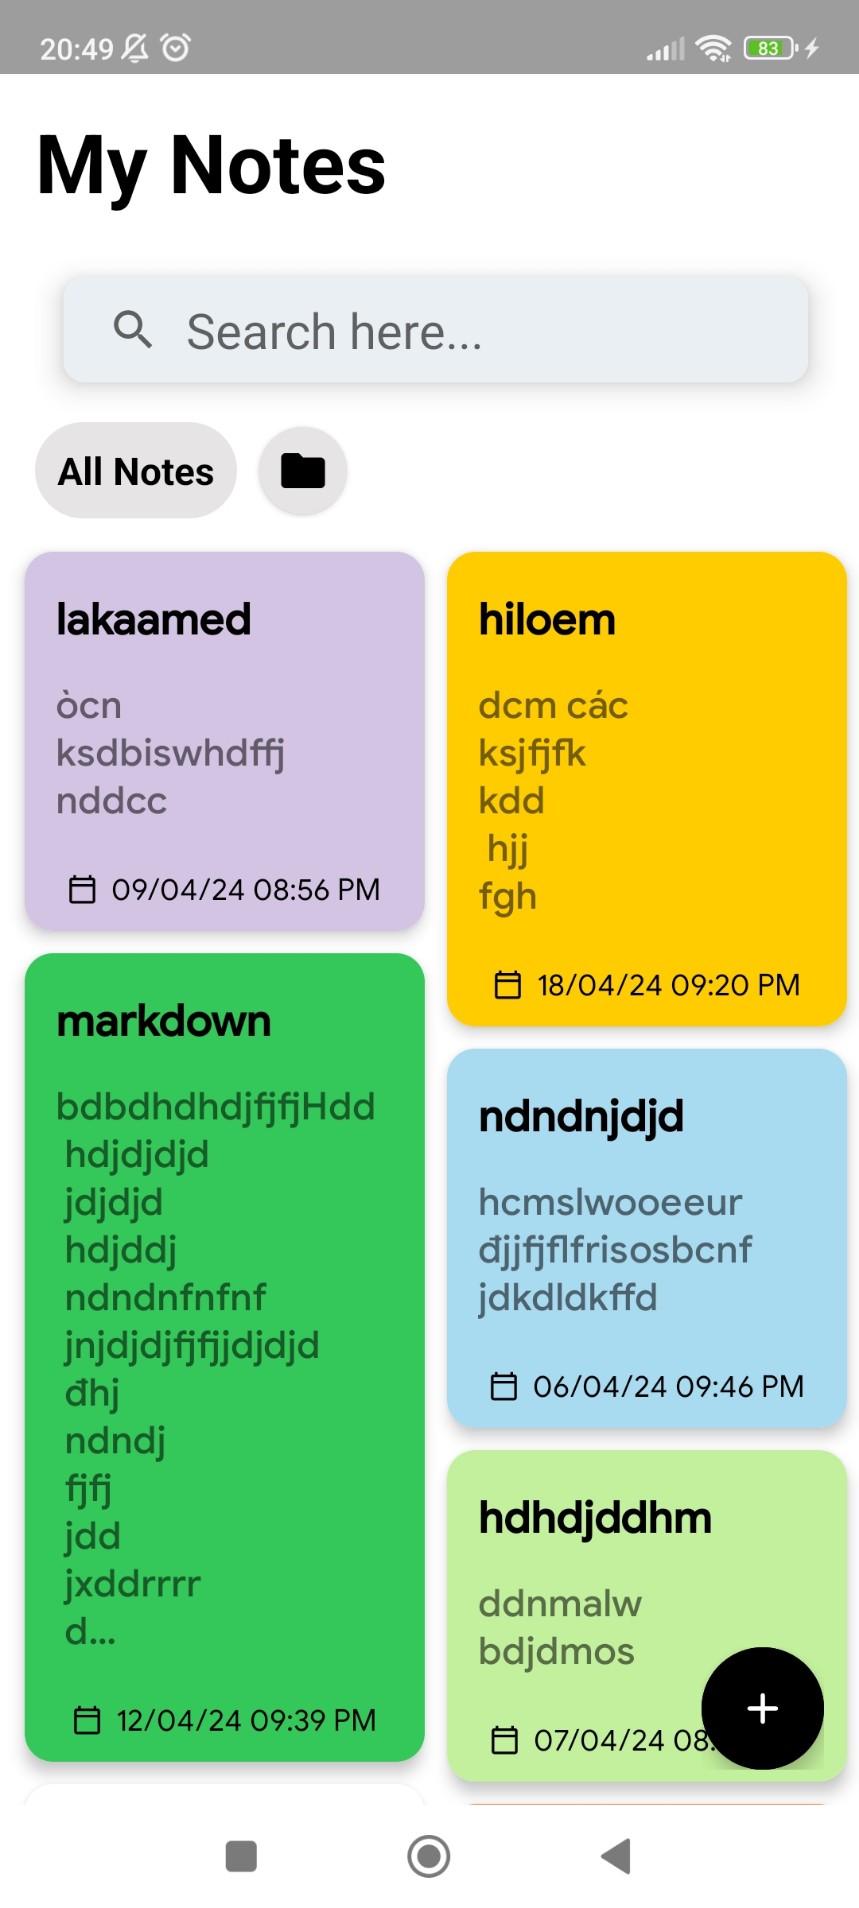 20:49
83
My Notes
Search here...
All Notes
lakaamed
òcn
ksdbiswhdffj
nddcc
09/04/24 08:56 PM
hiloem
dcm các
ksjfjfk
kdd
hjj
fgh
18/04/24 09:20 PM
markdown
bdbdhdhdjfjfjHdd
hdjdjdjd
jdjdjd
hdjddj
ndndnfnfnf
jnjdjdjfjfjjdjdjd
đhj
ndndj
fjfj
jdd
jxddrrrr
d...
12/04/24 09:39 PM
ndndnjdjd
hcmslwooeeur
đjjfjflfrisosbcnf
jdkdldkffd
06/04/24 09:46 PM
hdhdjddhm
ddnmalw
bdjdmos
07/04/24 08: